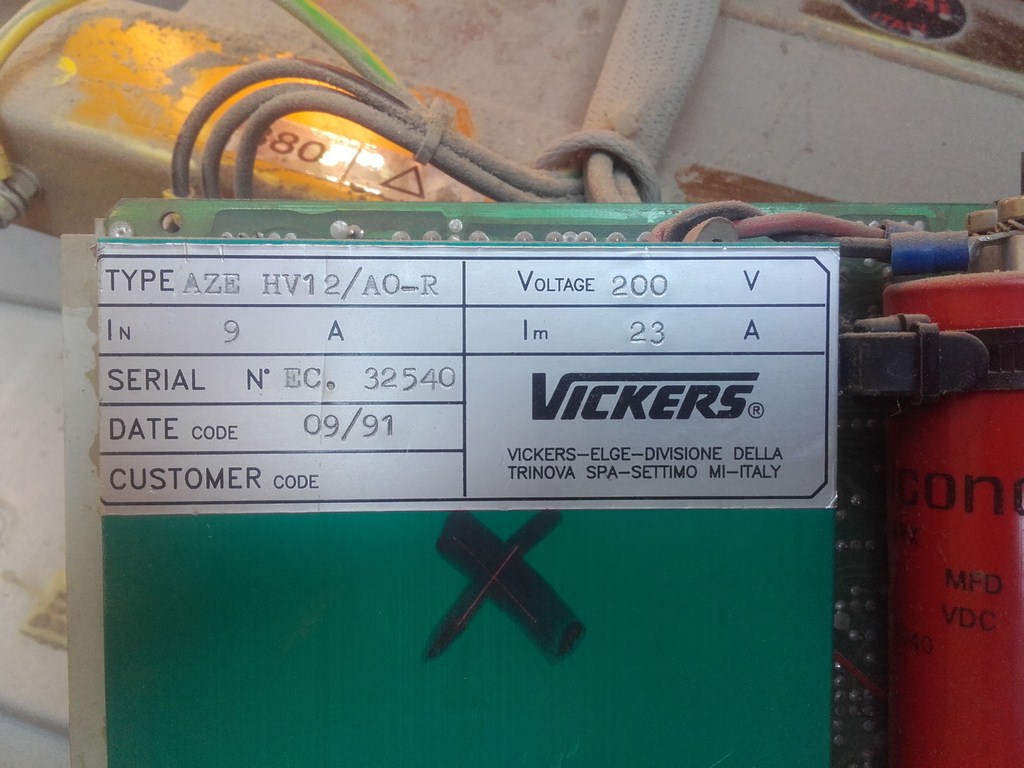 ITALY
380
TYPE AZE HV12/AO-R
VOLTAGE 200 V
IN 9 A
Im 23 A
SERIAL N° EC. 32540
DATE CODE 09/91
CUSTOMER CODE
VICKERS®
VICKERS-ELGE-DIVISIONE DELLA
TRINOVA SPA-SETTIMO MI-ITALY
MFD
VDC